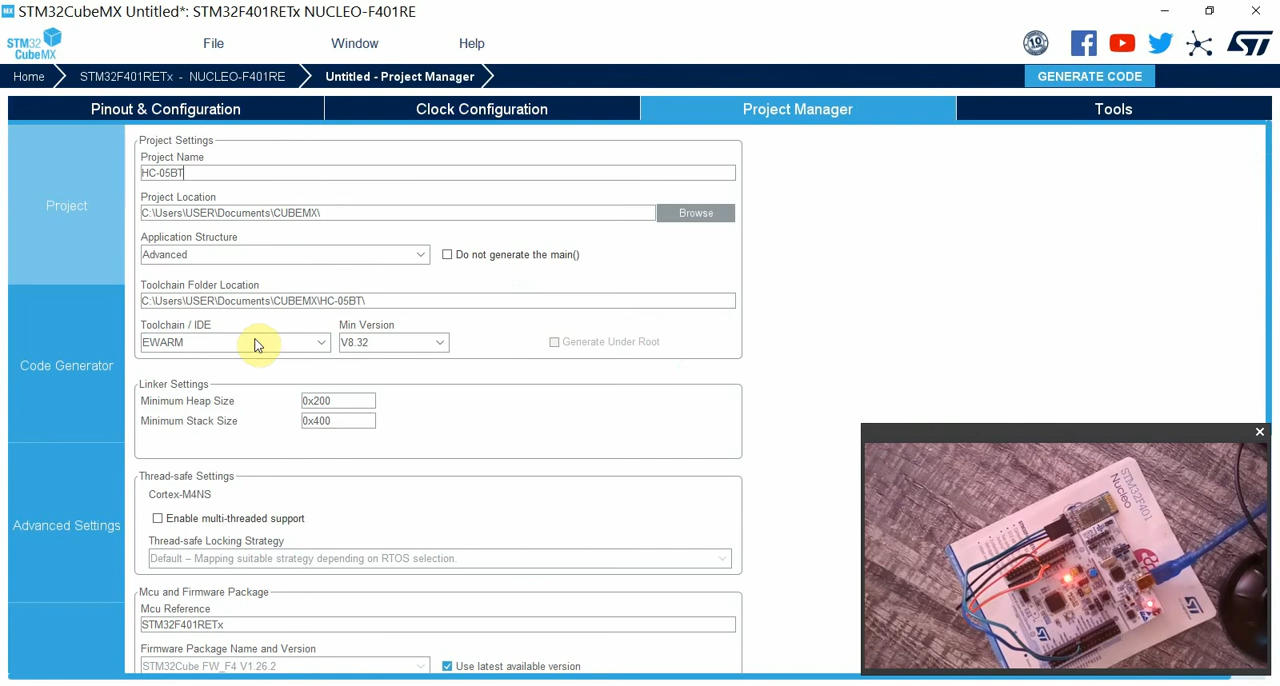 STM32CubeMX Untitled*: STM32F401RETx NUCLEO-F401RE
STM32
CubeMX
File
Window
Help
10
Home
STM32F401RETx - NUCLEO-F401RE
Untitled - Project Manager
GENERATE CODE
Pinout & Configuration
Clock Configuration
Project Manager
Tools
Project
Code Generator
Advanced Settings
Project Settings
Project Name
HC-05BT
Project Location
C:\Users\USER\Documents\CUBEMX\
Browse
Application Structure
Advanced
Do not generate the main()
Toolchain Folder Location
C:\Users\USER\Documents\CUBEMX\HC-05BT\
Toolchain / IDE
Min Version
EWARM
V8.32
Generate Under Root
Linker Settings
Minimum Heap Size
0x200
Minimum Stack Size
0x400
Thread-safe Settings
Cortex-M4NS
Enable multi-threaded support
Thread-safe Locking Strategy
Default – Mapping suitable strategy depending on RTOS selection.
Mcu and Firmware Package
Mcu Reference
STM32F401RETx
Firmware Package Name and Version
STM32Cube FW_F4 V1.26.2
Use latest available version
STM32F401
Nucleo